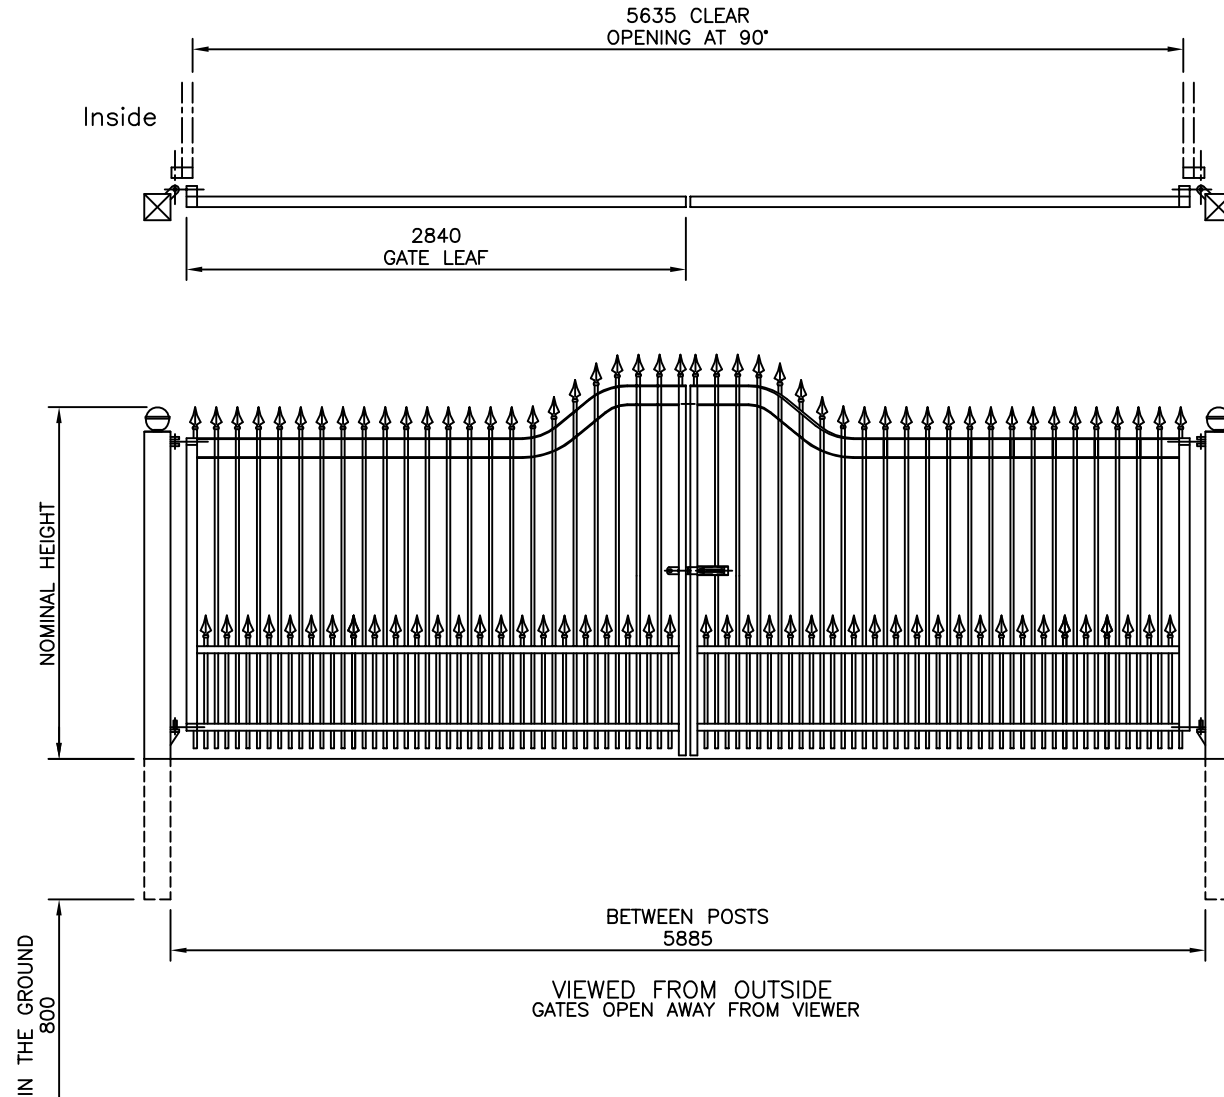 5635 CLEAR
OPENING AT 90°
Inside
2840
GATE LEAF
NOMINAL HEIGHT
BETWEEN POSTS
5885
VIEWED FROM OUTSIDE
GATES OPEN AWAY FROM VIEWER
IN THE GROUND
800